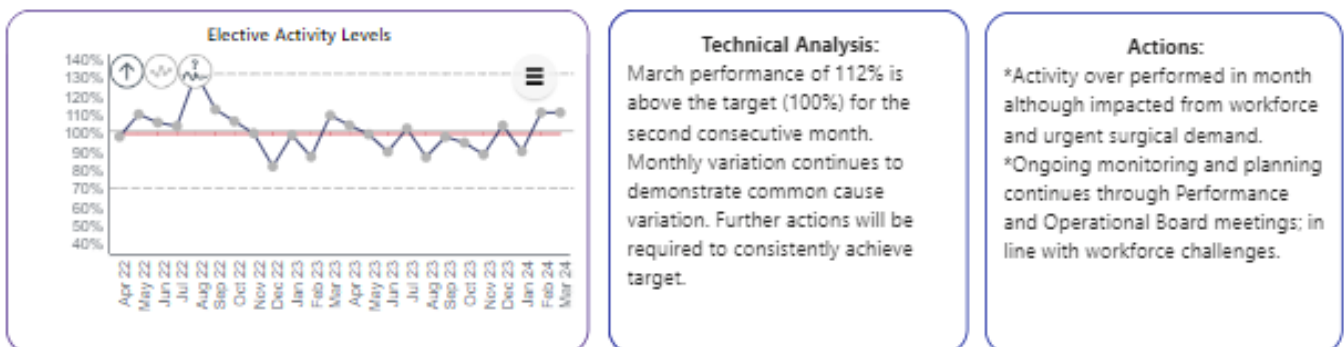 Elective Activity Levels
140%
130%
120%
110%
100%
90%
80%
70%
60%
50%
40%
?
Apr 22
May 22
Jun 22
Jul 22
Aug 22
Sep 22
Oct 22
Nov 22
Dec 22
Jan 23
Feb 23
Mar 23
Apr 23
May 23
Jun 23
Jul 23
Aug 23
Sep 23
Oct 23
Nov 23
Dec 23
Jan 24
Feb 24
Mar 24
Technical Analysis:
March performance of 112% is
above the target (100%) for the
second consecutive month.
Monthly variation continues to
demonstrate common cause
variation. Further actions will be
required to consistently achieve
target.
Actions:
*Activity over performed in month
although impacted from workforce
and urgent surgical demand.
*Ongoing monitoring and planning
continues through Performance
and Operational Board meetings; in
line with workforce challenges.